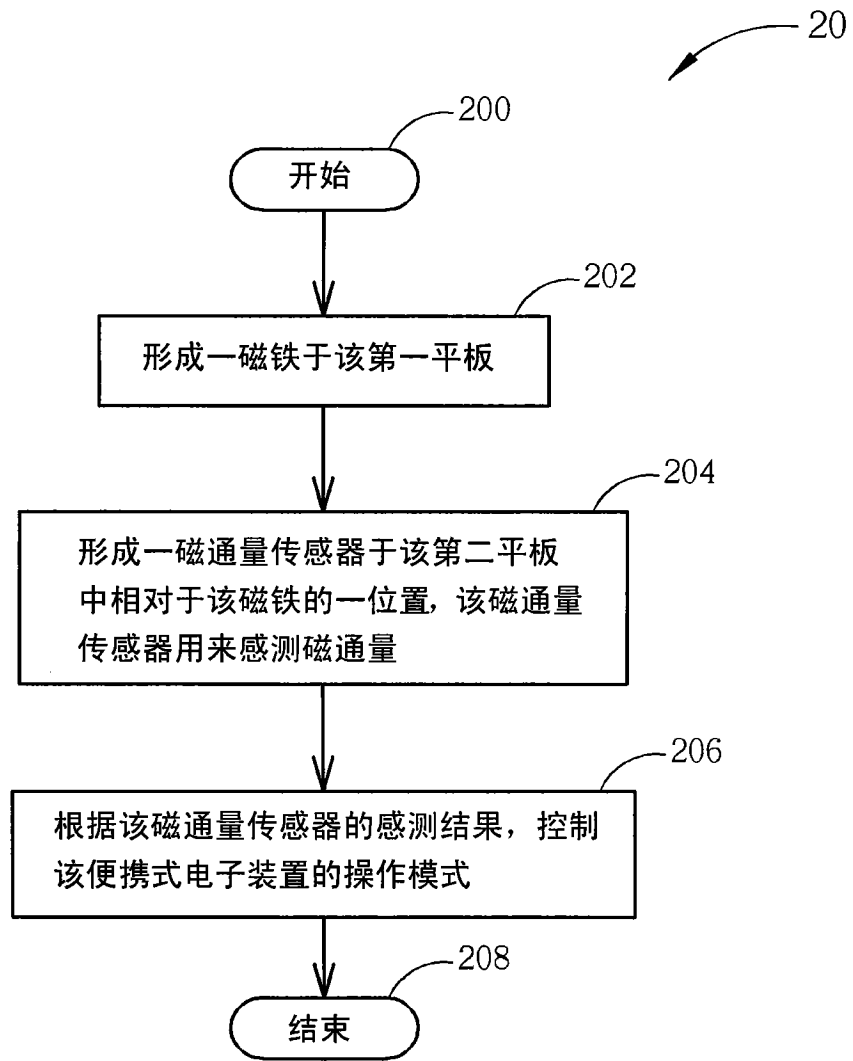 20
200
开始
202
形成一磁铁于该第一平板
204
形成一磁通量传感器于该第二平板
中相对于该磁铁的一位置，该磁通量
传感器用来感测磁通量
206
根据该磁通量传感器的感测结果，控制
该便携式电子装置的操作模式
208
结束